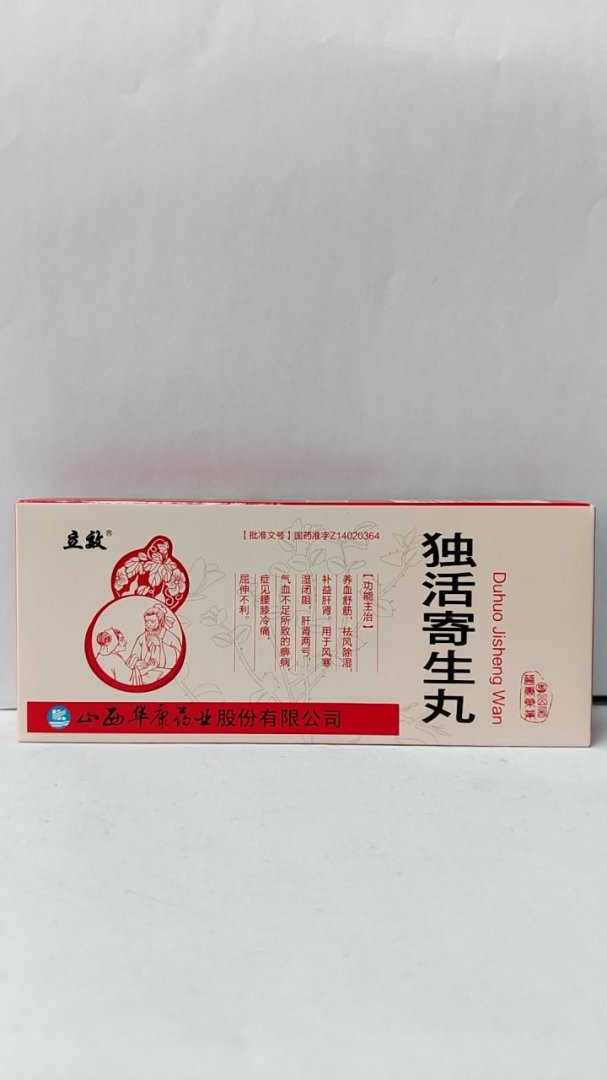 立效®
【批准文号】国药准字Z14020364
独活寄生丸
Duhuo Jisheng Wan
【功能主治】
养血舒筋，祛风除湿，
补益肝肾。用于风寒
湿闭阻，肝肾两亏，
气血不足所致的痹病，
症见腰膝冷痛，
屈伸不利。
山西华康药业股份有限公司